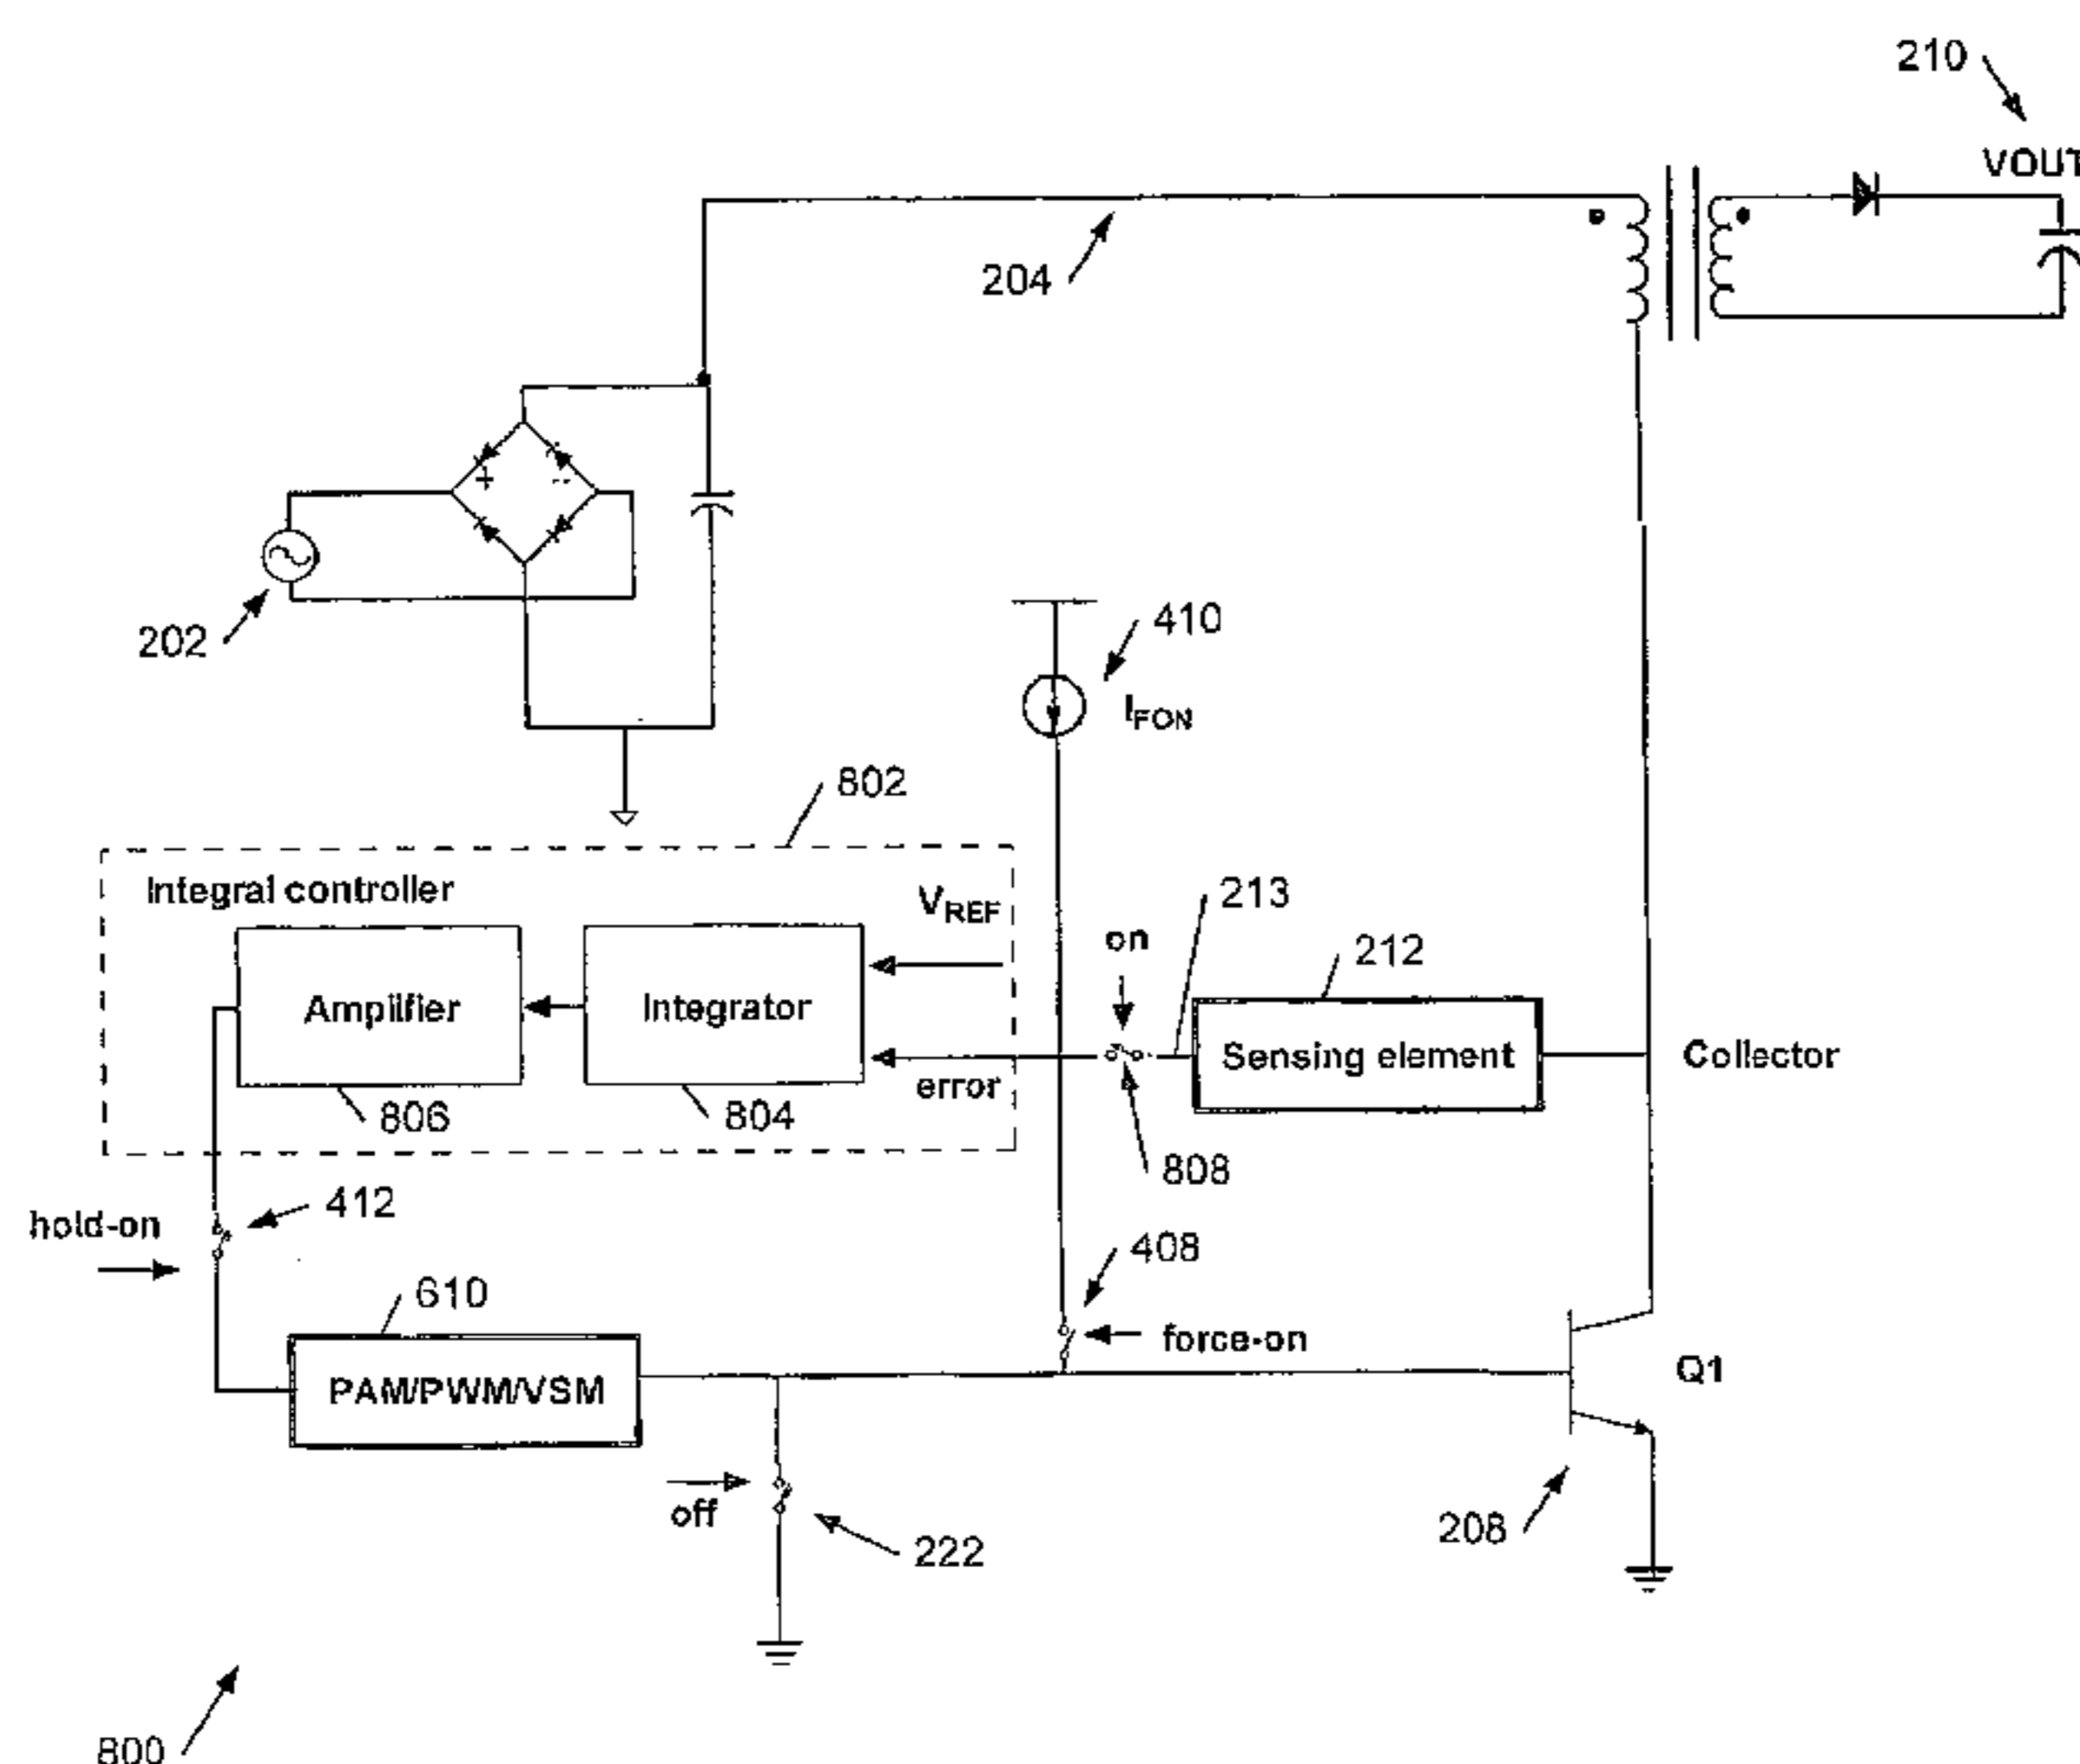 210
VOUT
204
202
410
IFON
802
Integral controller
VREF
213
on
212
Amplifier
Integrator
Sensing element
Collector
error
806
804
808
hold-on
412
408
610
force-on
PAM/PWM/VSM
Q1
off
222
208
800